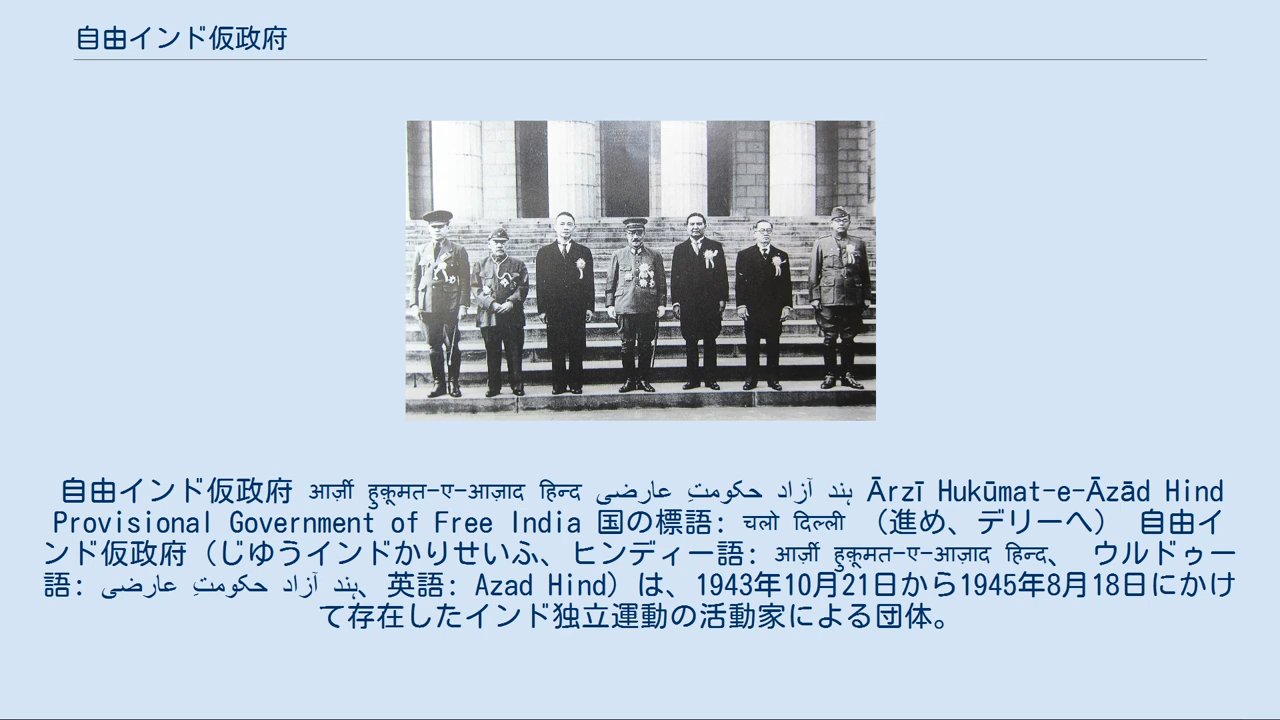 自由インド仮政府
自由インド仮政府 आर्ज़ी हुक़ूमत-ए-आज़ाद हिन्द عارضی حکومتِ آزاد ہند Ārzī Hukūmat-e-Āzād Hind
Provisional Government of Free India 国の標語: चलो दिल्ली （進め、デリーへ） 自由イ
ンド仮政府（じゆうインドかりせいふ、ヒンディー語: आर्ज़ी हुक़ूमत-ए-आज़ाद हिन्द、 ウルドゥー
語: عارضی حکومتِ آزاد ہند、英語: Azad Hind）は、1943年10月21日から1945年8月18日にかけ
て存在したインド独立運動の活動家による団体。